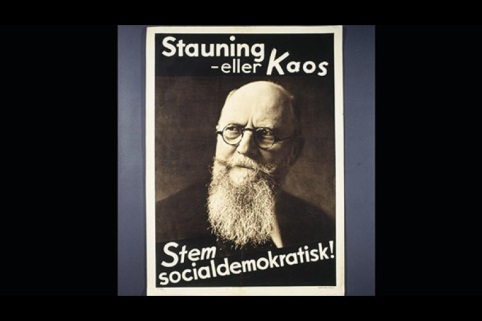 Stauning
-eller Kaos
Stem
socialdemokratisk!